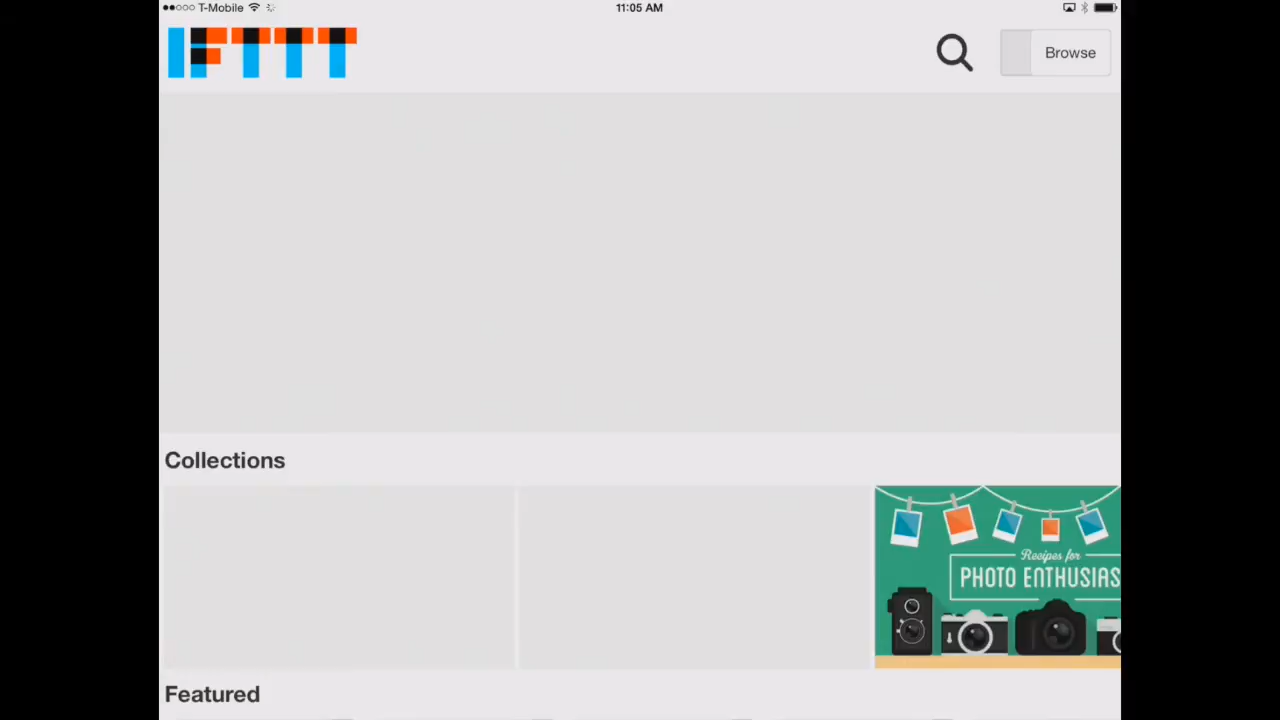 T-Mobile
11:05 AM
IFTTT
Browse
Collections
Recipes for
PHOTO ENTHUSIAS
Featured